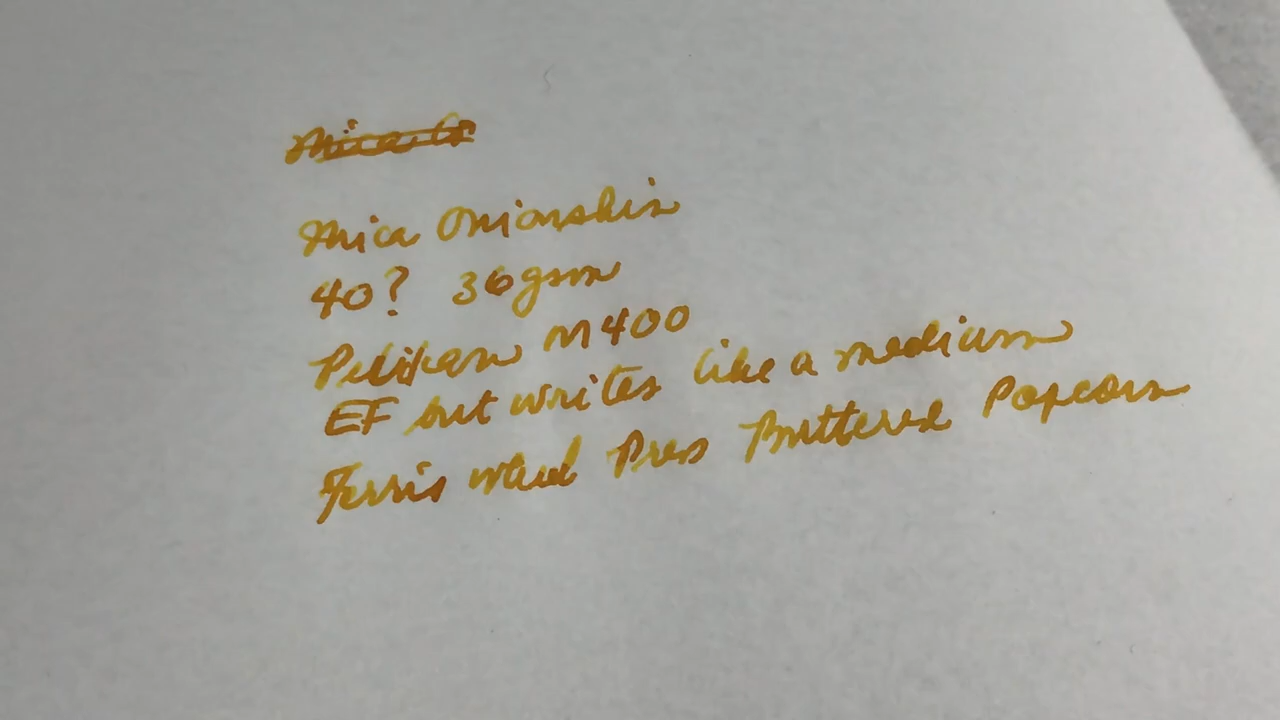 Mica Onionskin
40? 36gsm
Pelikan M400
EF but writes like a medium
Ferris Wheel Press Buttered Popcorn